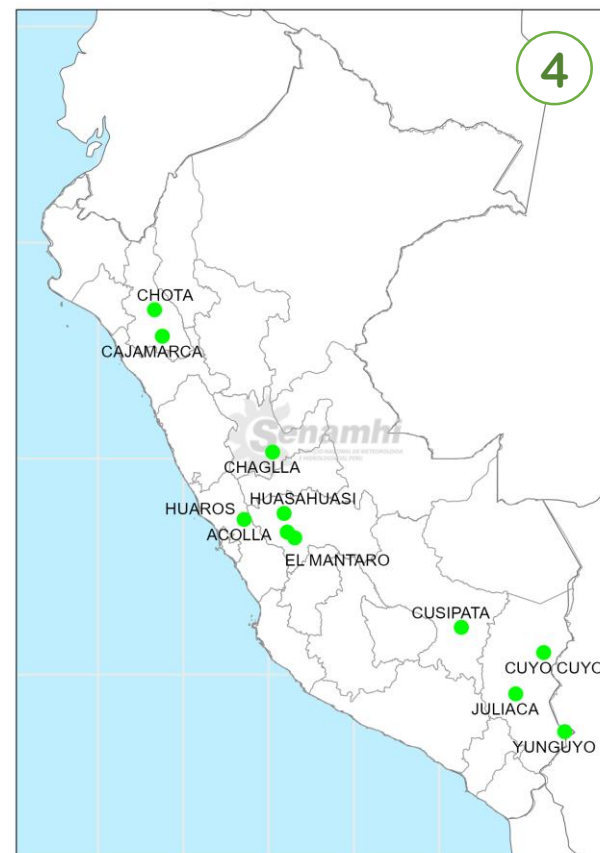 4
CHOTA
CAJAMARCA
Senamhi
CHAGLLA
HUASAHUASI
HUAROS
ACOLLA
EL MANTARO
CUSIPATA
CUYO CUYO
JULIACA
YUNGUYO